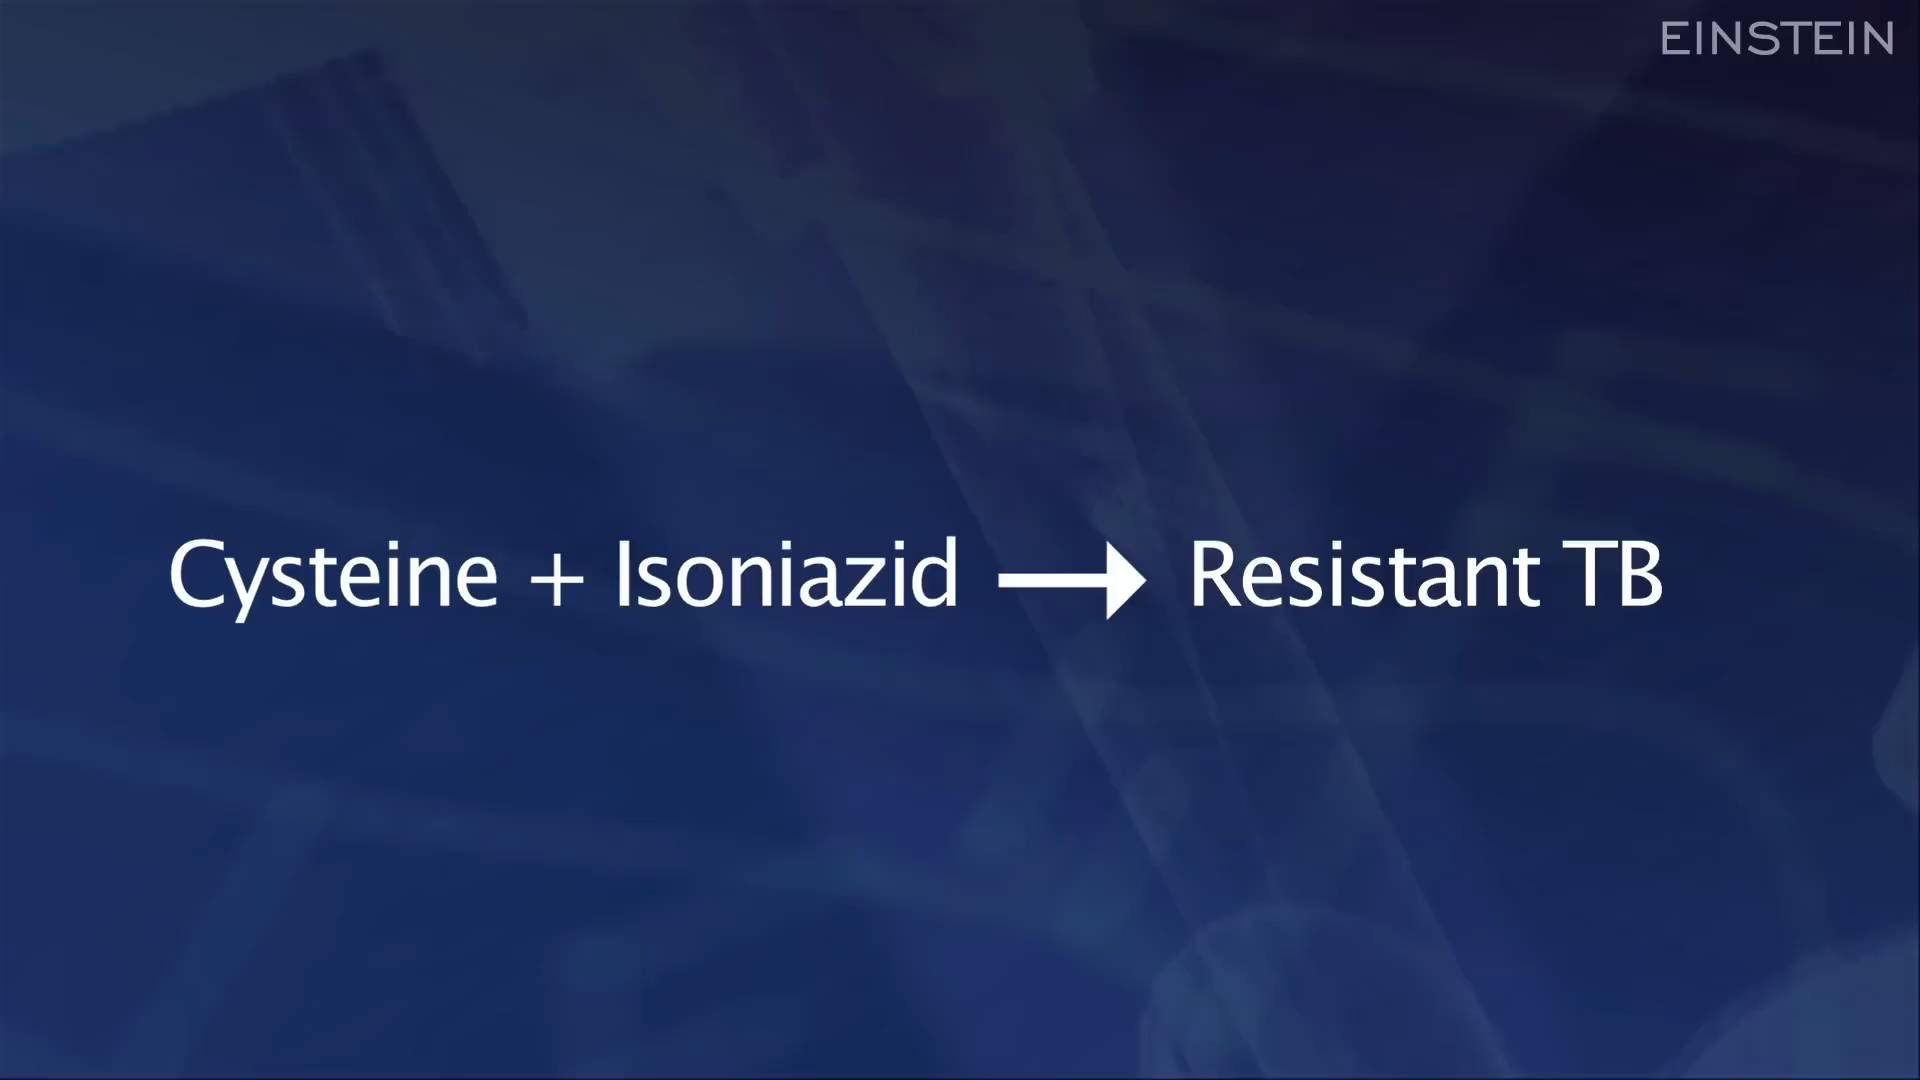 EINSTEIN
Cysteine + Isoniazid → Resistant TB